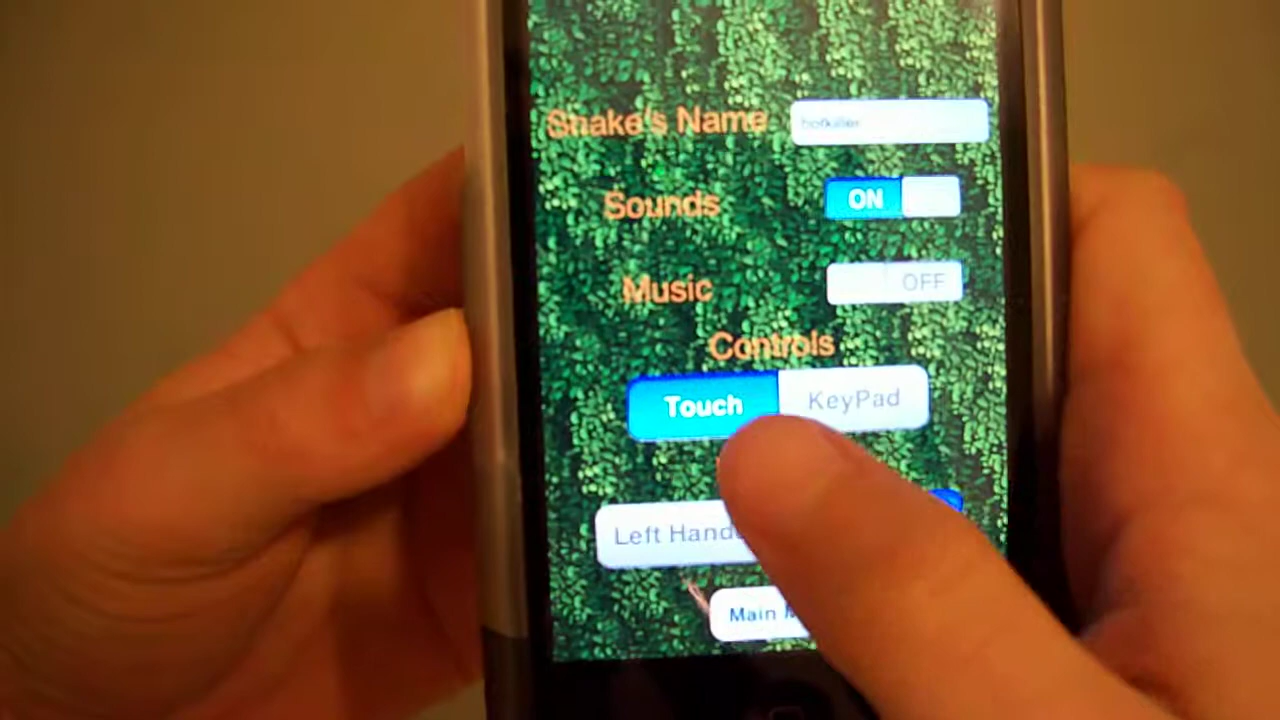 Snake's Name
Sounds ON
Music OFF
Controls
Touch KeyPad
Left Hand
Main